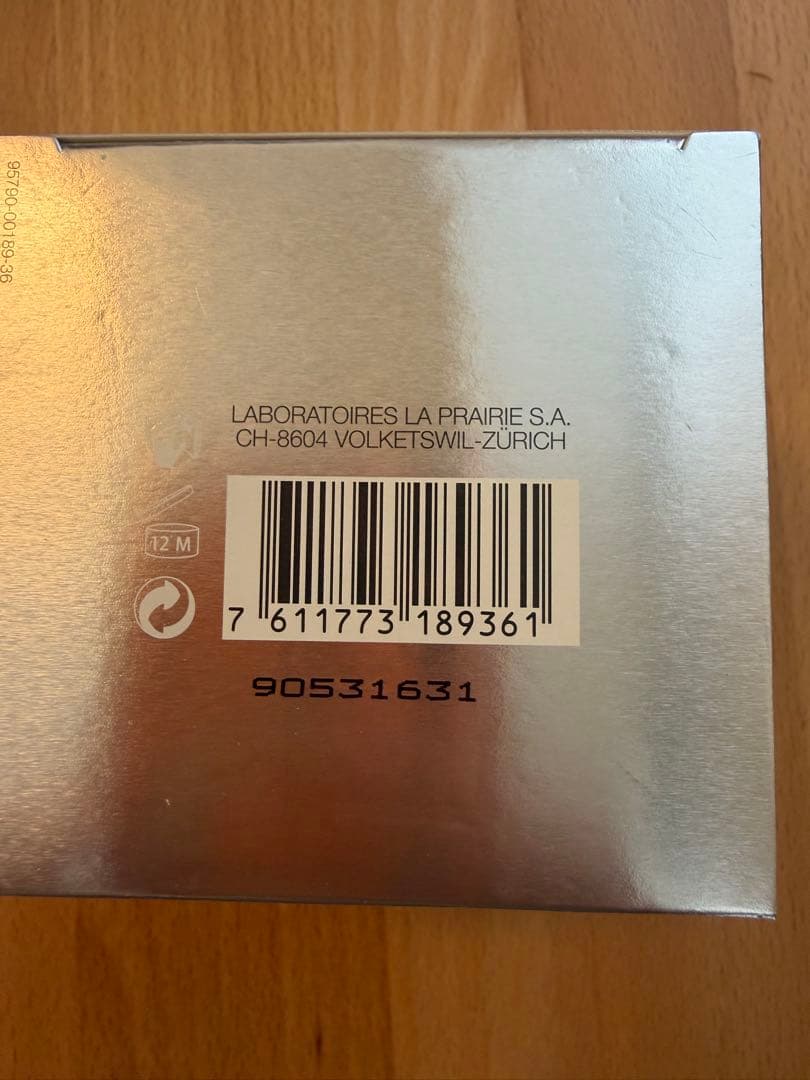 95790-00189-36
LABORATOIRES LA PRAIRIE S.A.
CH-8604 VOLKETSWIL-ZÜRICH
12 M
7 611773 189361
90531631